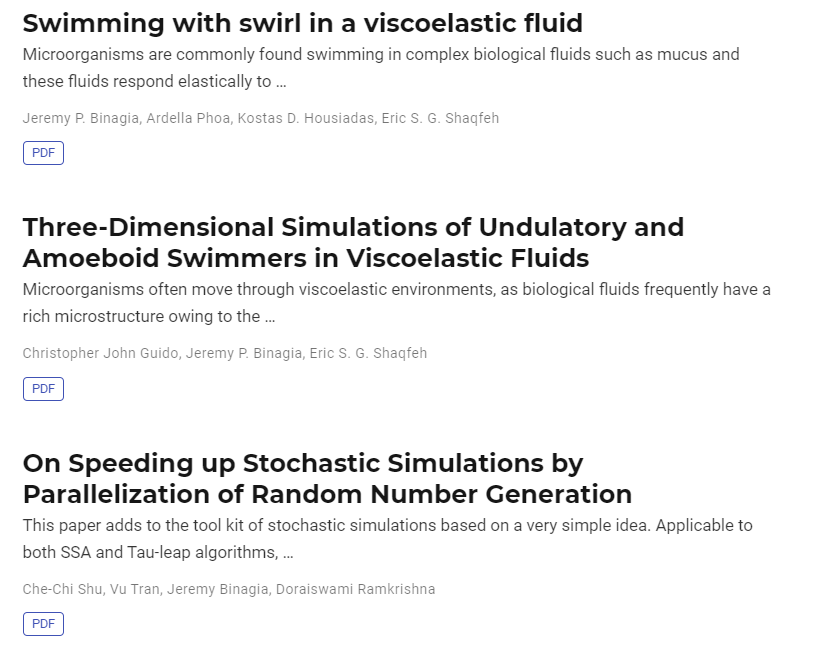 Swimming with swirl in a viscoelastic fluid
Microorganisms are commonly found swimming in complex biological fluids such as mucus and
these fluids respond elastically to …
Jeremy P. Binagia, Ardella Phoa, Kostas D. Housiadas, Eric S. G. Shaqfeh
PDF
Three-Dimensional Simulations of Undulatory and
Amoeboid Swimmers in Viscoelastic Fluids
Microorganisms often move through viscoelastic environments, as biological fluids frequently have a
rich microstructure owing to the …
Christopher John Guido, Jeremy P. Binagia, Eric S. G. Shaqfeh
PDF
On Speeding up Stochastic Simulations by
Parallelization of Random Number Generation
This paper adds to the tool kit of stochastic simulations based on a very simple idea. Applicable to
both SSA and Tau-leap algorithms, …
Che-Chi Shu, Vu Tran, Jeremy Binagia, Doraiswami Ramkrishna
PDF